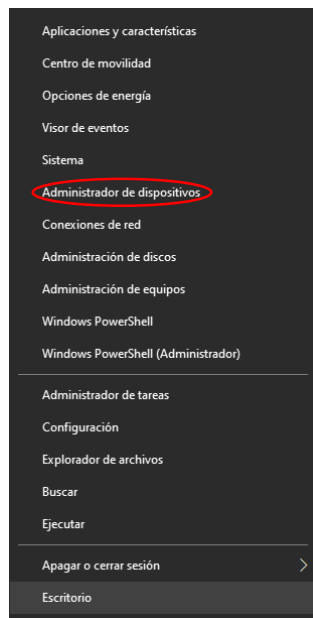 Aplicaciones y características
Centro de movilidad
Opciones de energía
Visor de eventos
Sistema
Administrador de dispositivos
Conexiones de red
Administración de discos
Administración de equipos
Windows PowerShell
Windows PowerShell (Administrador)
Administrador de tareas
Configuración
Explorador de archivos
Buscar
Ejecutar
Apagar o cerrar sesión
Escritorio